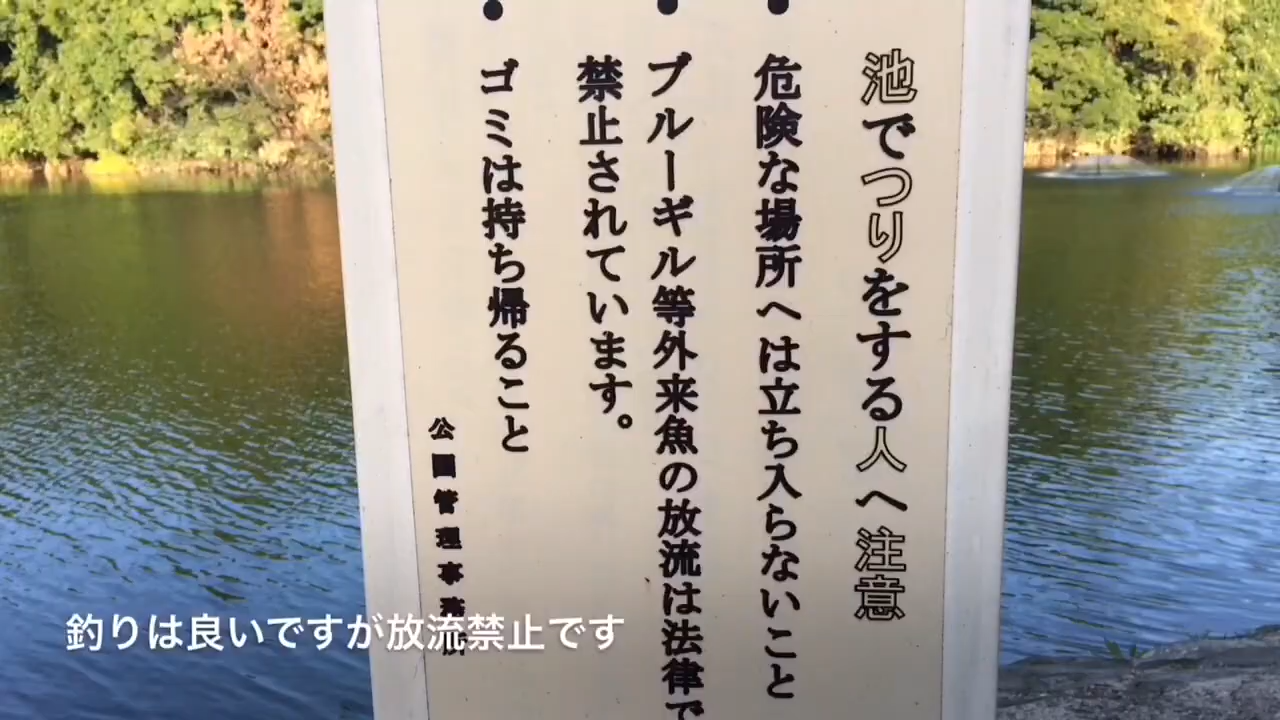 池でつりをする人へ注意
・危険な場所へは立ち入らないこと
・ブルーギル等外来魚の放流は法律で
禁止されています。
・ゴミは持ち帰ること
公園管理事務所
釣りは良いですが放流禁止です